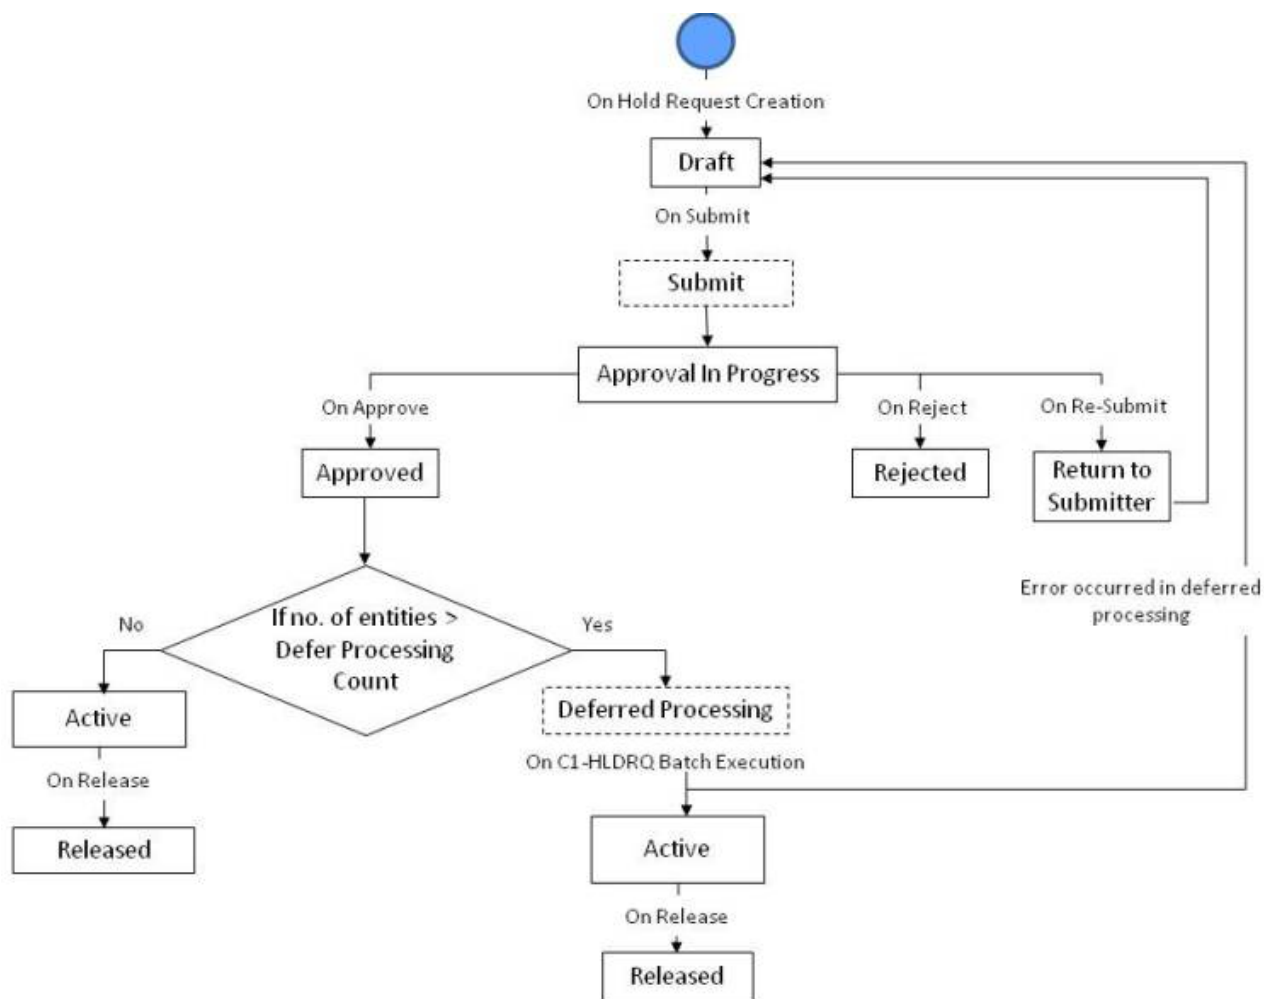 On Hold Request Creation
Draft
On Submit
Submit
Approval In Progress
On Approve
On Reject
On Re-Submit
Approved
Rejected
Return to
Submitter
Error occurred in deferred
processing
If no. of entities >
Defer Processing
Count
No
Yes
Active
Deferred Processing
On Release
On C1-HLDRQ Batch Execution
Released
Active
On Release
Released